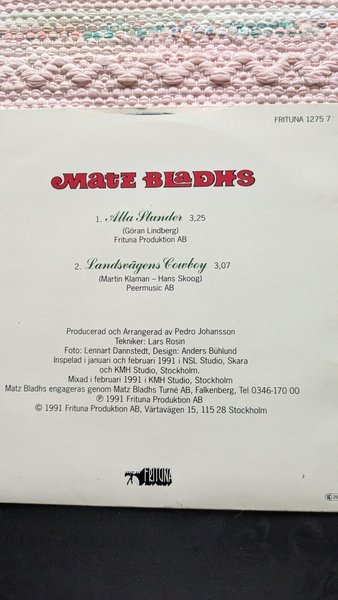 FRITUNA 1275 7
MATZ BLADHS
1. Alla Stunder 3,25
(Göran Lindberg)
Frituna Produktion AB
2. Landsvägens Cowboy 3,07
(Martin Klaman – Hans Skoog)
Peermusic AB
Producerad och Arrangerad av Pedro Johansson
Tekniker: Lars Rosin
Foto: Lennart Dannstedt, Design: Anders Bühlund
Inspelad i januari och februari 1991 i NSL Studio, Skara
och KMH Studio, Stockholm.
Mixad i februari 1991 i KMH Studio, Stockholm
Matz Bladhs engageras genom Matz Bladhs Turné AB, Falkenberg, Tel 0346-170 00
℗ 1991 Frituna Produktion AB
© 1991 Frituna Produktion AB, Värtavägen 15, 115 28 Stockholm
FRITUNA